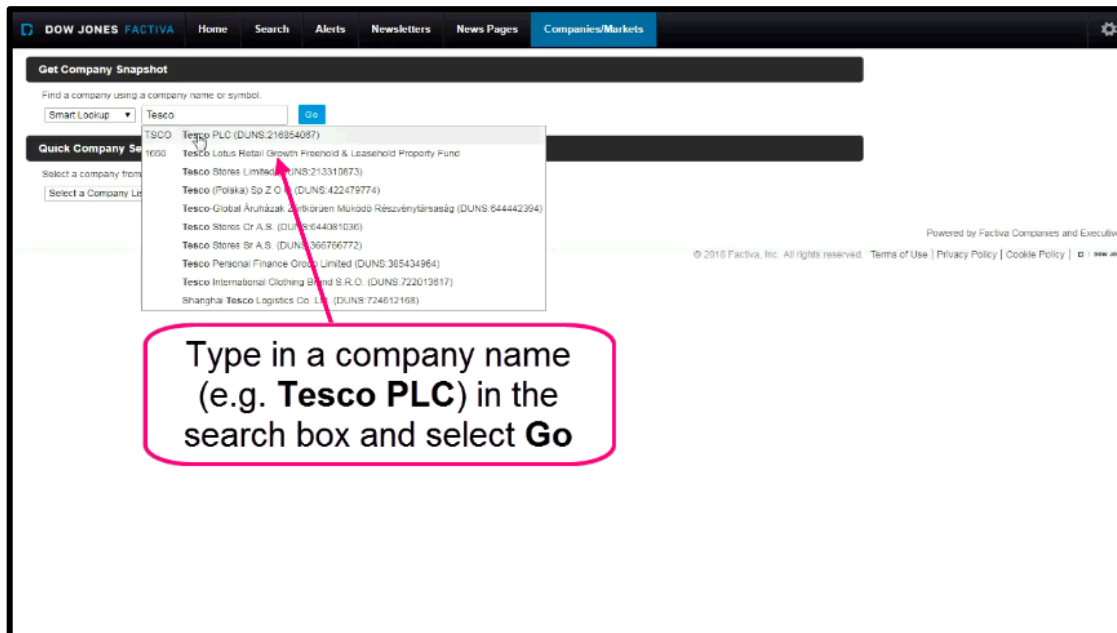 DOW JONES FACTIVA Home Search Alerts Newsletters News Pages Companies/Markets
Get Company Snapshot
Find a company using a company name or symbol.
Smart Lookup Tesco Go
TSCO Tesco PLC (DUNS:216854067)
Quick Company Se
1660 Tesco Lotus Retail Growth Freehold & Leasehold Property Fund
Select a company from
Tesco Stores Limited (DUNS:213310873)
Select a Company Lis
Tesco (Polska) Sp Z O O (DUNS:422479774)
Tesco-Global Áruházak Zártkörűen Működő Részvénytársaság (DUNS:644442394)
Tesco Stores Cr A.S. (DUNS:644081036)
Tesco Stores Sr A.S. (DUNS:366766772)
Tesco Personal Finance Group Limited (DUNS:385434964)
Tesco International Clothing Brand S.R.O. (DUNS:722013617)
Shanghai Tesco Logistics Co. Ltd. (DUNS:724612168)
Powered by Factiva Companies and Executive
© 2018 Factiva, Inc. All rights reserved. Terms of Use | Privacy Policy | Cookie Policy |
Type in a company name
(e.g. Tesco PLC) in the
search box and select Go